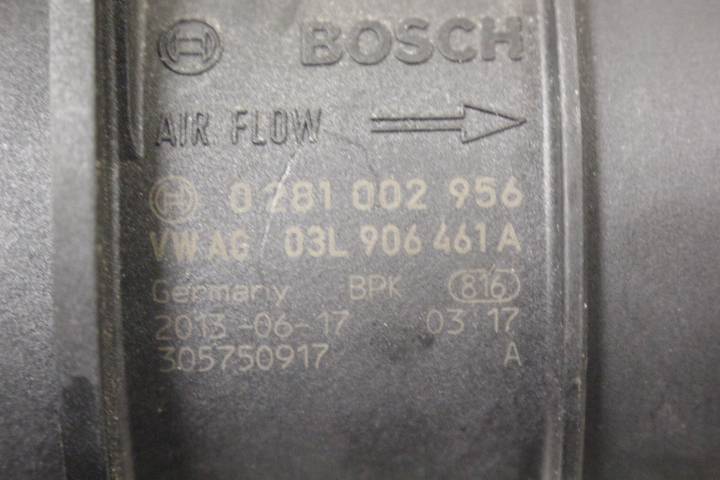 BOSCH
AIR FLOW
0 281 002 956
VW AG 03L 906 461 A
Germany BPK 816
2013-06-17 03 17
305750917 A